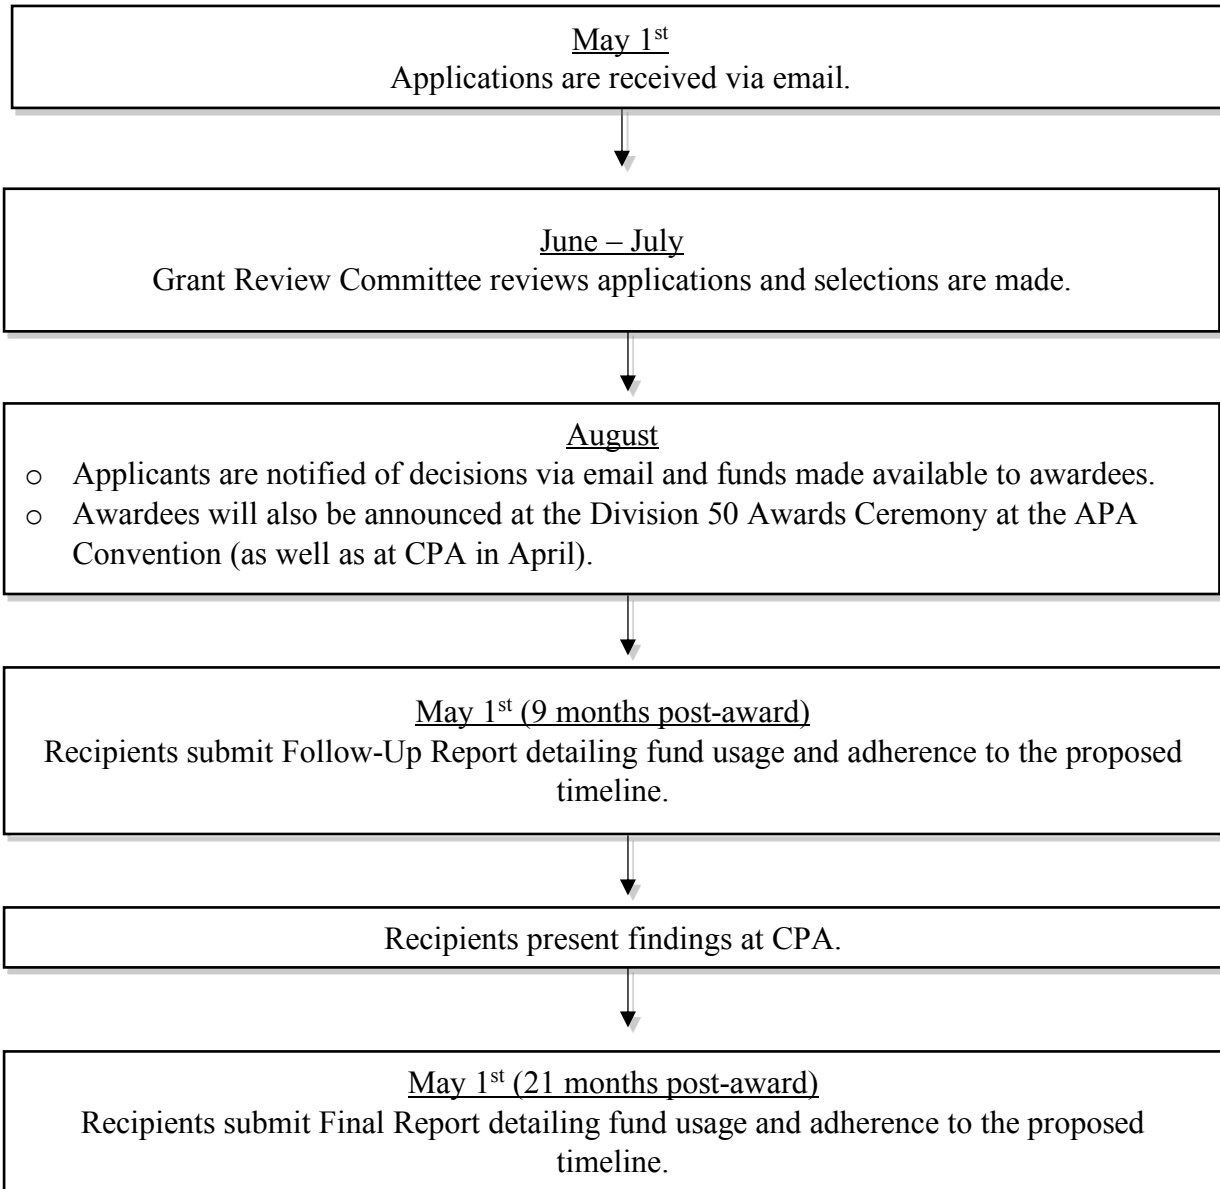 May 1st
Applications are received via email.
June – July
Grant Review Committee reviews applications and selections are made.
August
o Applicants are notified of decisions via email and funds made available to awardees.
o Awardees will also be announced at the Division 50 Awards Ceremony at the APA
Convention (as well as at CPA in April).
May 1st (9 months post-award)
Recipients submit Follow-Up Report detailing fund usage and adherence to the proposed
timeline.
Recipients present findings at CPA.
May 1st (21 months post-award)
Recipients submit Final Report detailing fund usage and adherence to the proposed
timeline.